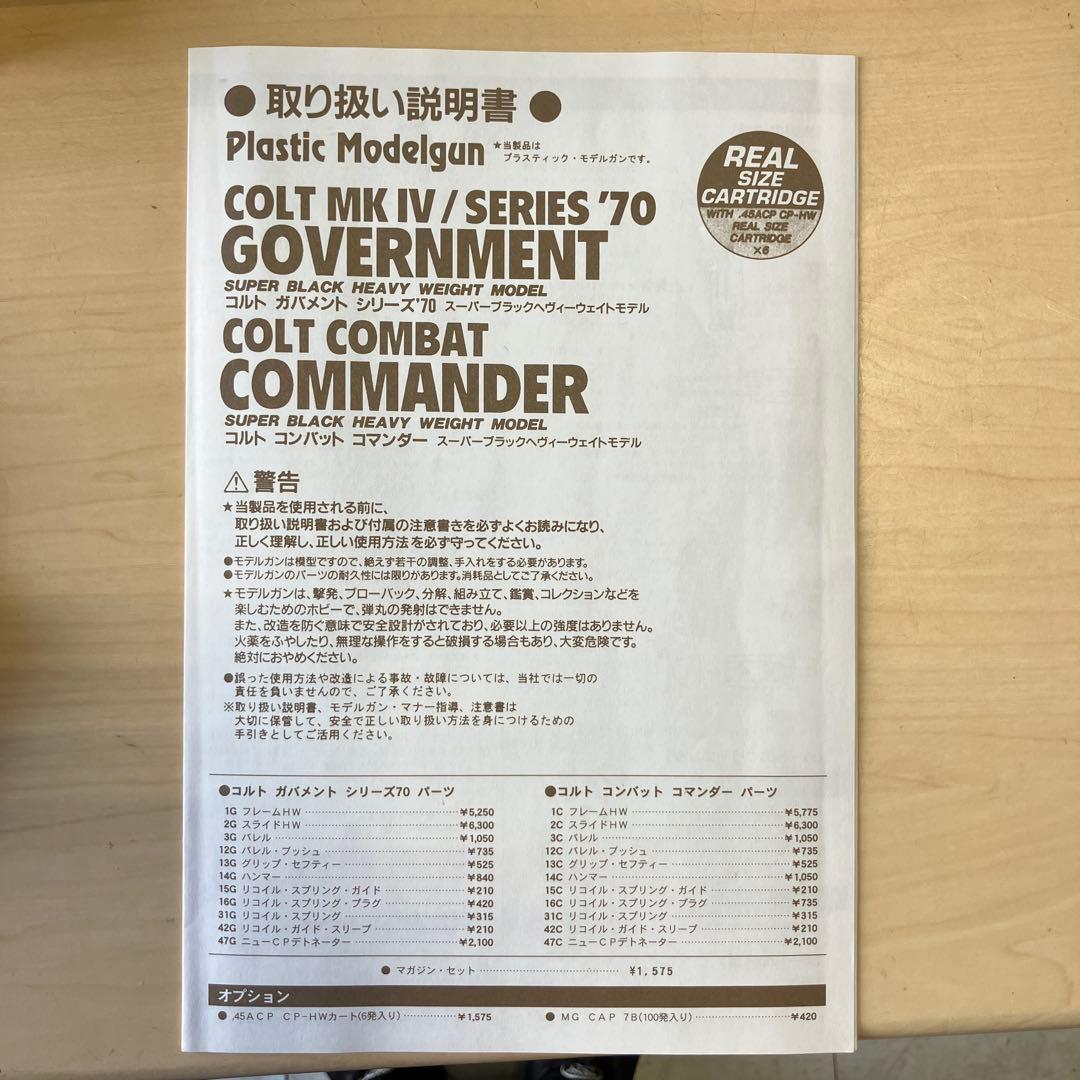 ● 取り扱い説明書 ●
Plastic Modelgun ★当製品は
プラスティック・モデルガンです。
REAL
SIZE
CARTRIDGE
WITH .45ACP CP-HW
REAL SIZE
CARTRIDGE
×6
COLT MK IV / SERIES '70
GOVERNMENT
SUPER BLACK HEAVY WEIGHT MODEL
コルト ガバメント シリーズ'70 スーパーブラックヘヴィーウェイトモデル
COLT COMBAT
COMMANDER
SUPER BLACK HEAVY WEIGHT MODEL
コルト コンバット コマンダー スーパーブラックヘヴィーウェイトモデル
⚠ 警告
★当製品を使用される前に、
取り扱い説明書および付属の注意書きを必ずよくお読みになり、
正しく理解し、正しい使用方法を必ず守ってください。
●モデルガンは模型ですので、絶えず若干の調整、手入れをする必要があります。
●モデルガンのパーツの耐久性には限りがあります。消耗品としてご了承ください。
★モデルガンは、撃発、ブローバック、分解、組み立て、鑑賞、コレクションなどを
楽しむためのホビーで、弾丸の発射はできません。
また、改造を防ぐ意味で安全設計がされており、必要以上の強度はありません。
火薬をふやしたり、無理な操作をすると破損する場合もあり、大変危険です。
絶対におやめください。
●誤った使用方法や改造による事故・故障については、当社では一切の
責任を負いませんので、ご了承ください。
※取り扱い説明書、モデルガン・マナー指導、注意書は
大切に保管して、安全で正しい取り扱い方法を身につけるための
手引きとしてご活用ください。
●コルト ガバメント シリーズ70 パーツ
1G フレームHW ¥5,250
2G スライドHW ¥6,300
3G バレル ¥1,050
12G バレル・ブッシュ ¥735
13G グリップ・セフティー ¥525
14G ハンマー ¥840
15G リコイル・スプリング・ガイド ¥210
16G リコイル・スプリング・プラグ ¥420
31G リコイル・スプリング ¥315
42G リコイル・ガイド・スリーブ ¥210
47G ニューCPデトネーター ¥2,100
●コルト コンバット コマンダー パーツ
1C フレームHW ¥5,775
2C スライドHW ¥6,300
3C バレル ¥1,050
12C バレル・ブッシュ ¥735
13C グリップ・セフティー ¥525
14C ハンマー ¥1,050
15C リコイル・スプリング・ガイド ¥210
16C リコイル・スプリング・プラグ ¥735
31C リコイル・スプリング ¥315
42C リコイル・ガイド・スリーブ ¥210
47C ニューCPデトネーター ¥2,100
● マガジン・セット ¥1,575
オプション
● .45ACP CP-HWカート(6発入り) ¥1,575
● MG CAP 7B(100発入り) ¥420